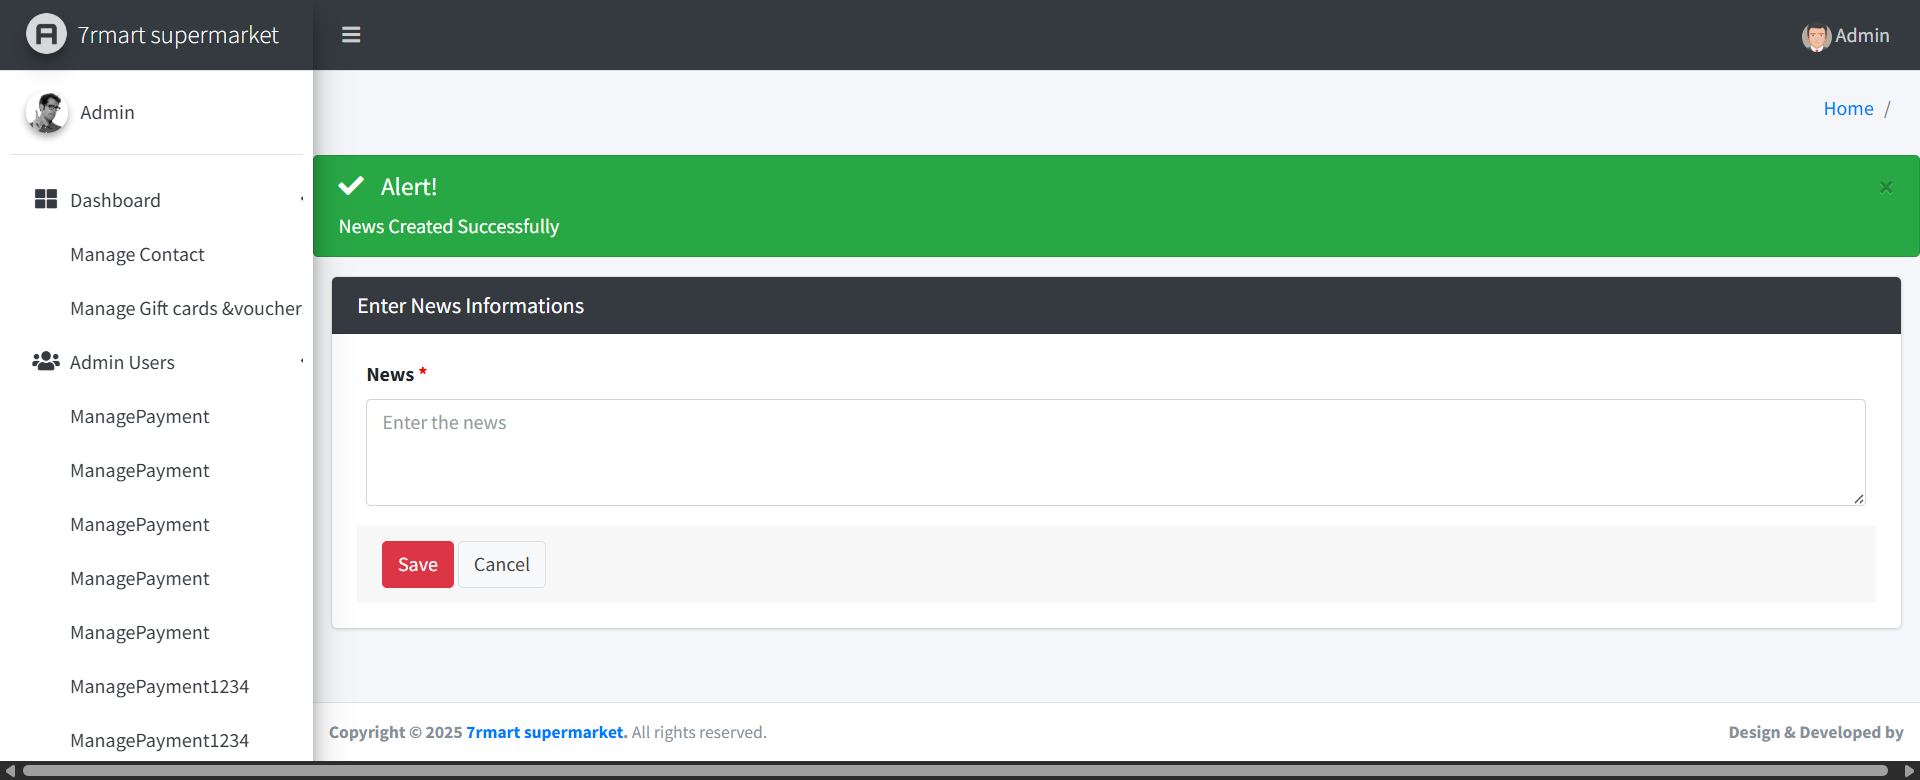 7rmart supermarket
Admin
Admin
Home /
Dashboard
Manage Contact
Manage Gift cards &voucher
Admin Users
ManagePayment
ManagePayment
ManagePayment
ManagePayment
ManagePayment
ManagePayment1234
ManagePayment1234
Alert!
×
News Created Successfully
Enter News Informations
News *
Enter the news
Save Cancel
Copyright © 2025 7rmart supermarket. All rights reserved.
Design & Developed by